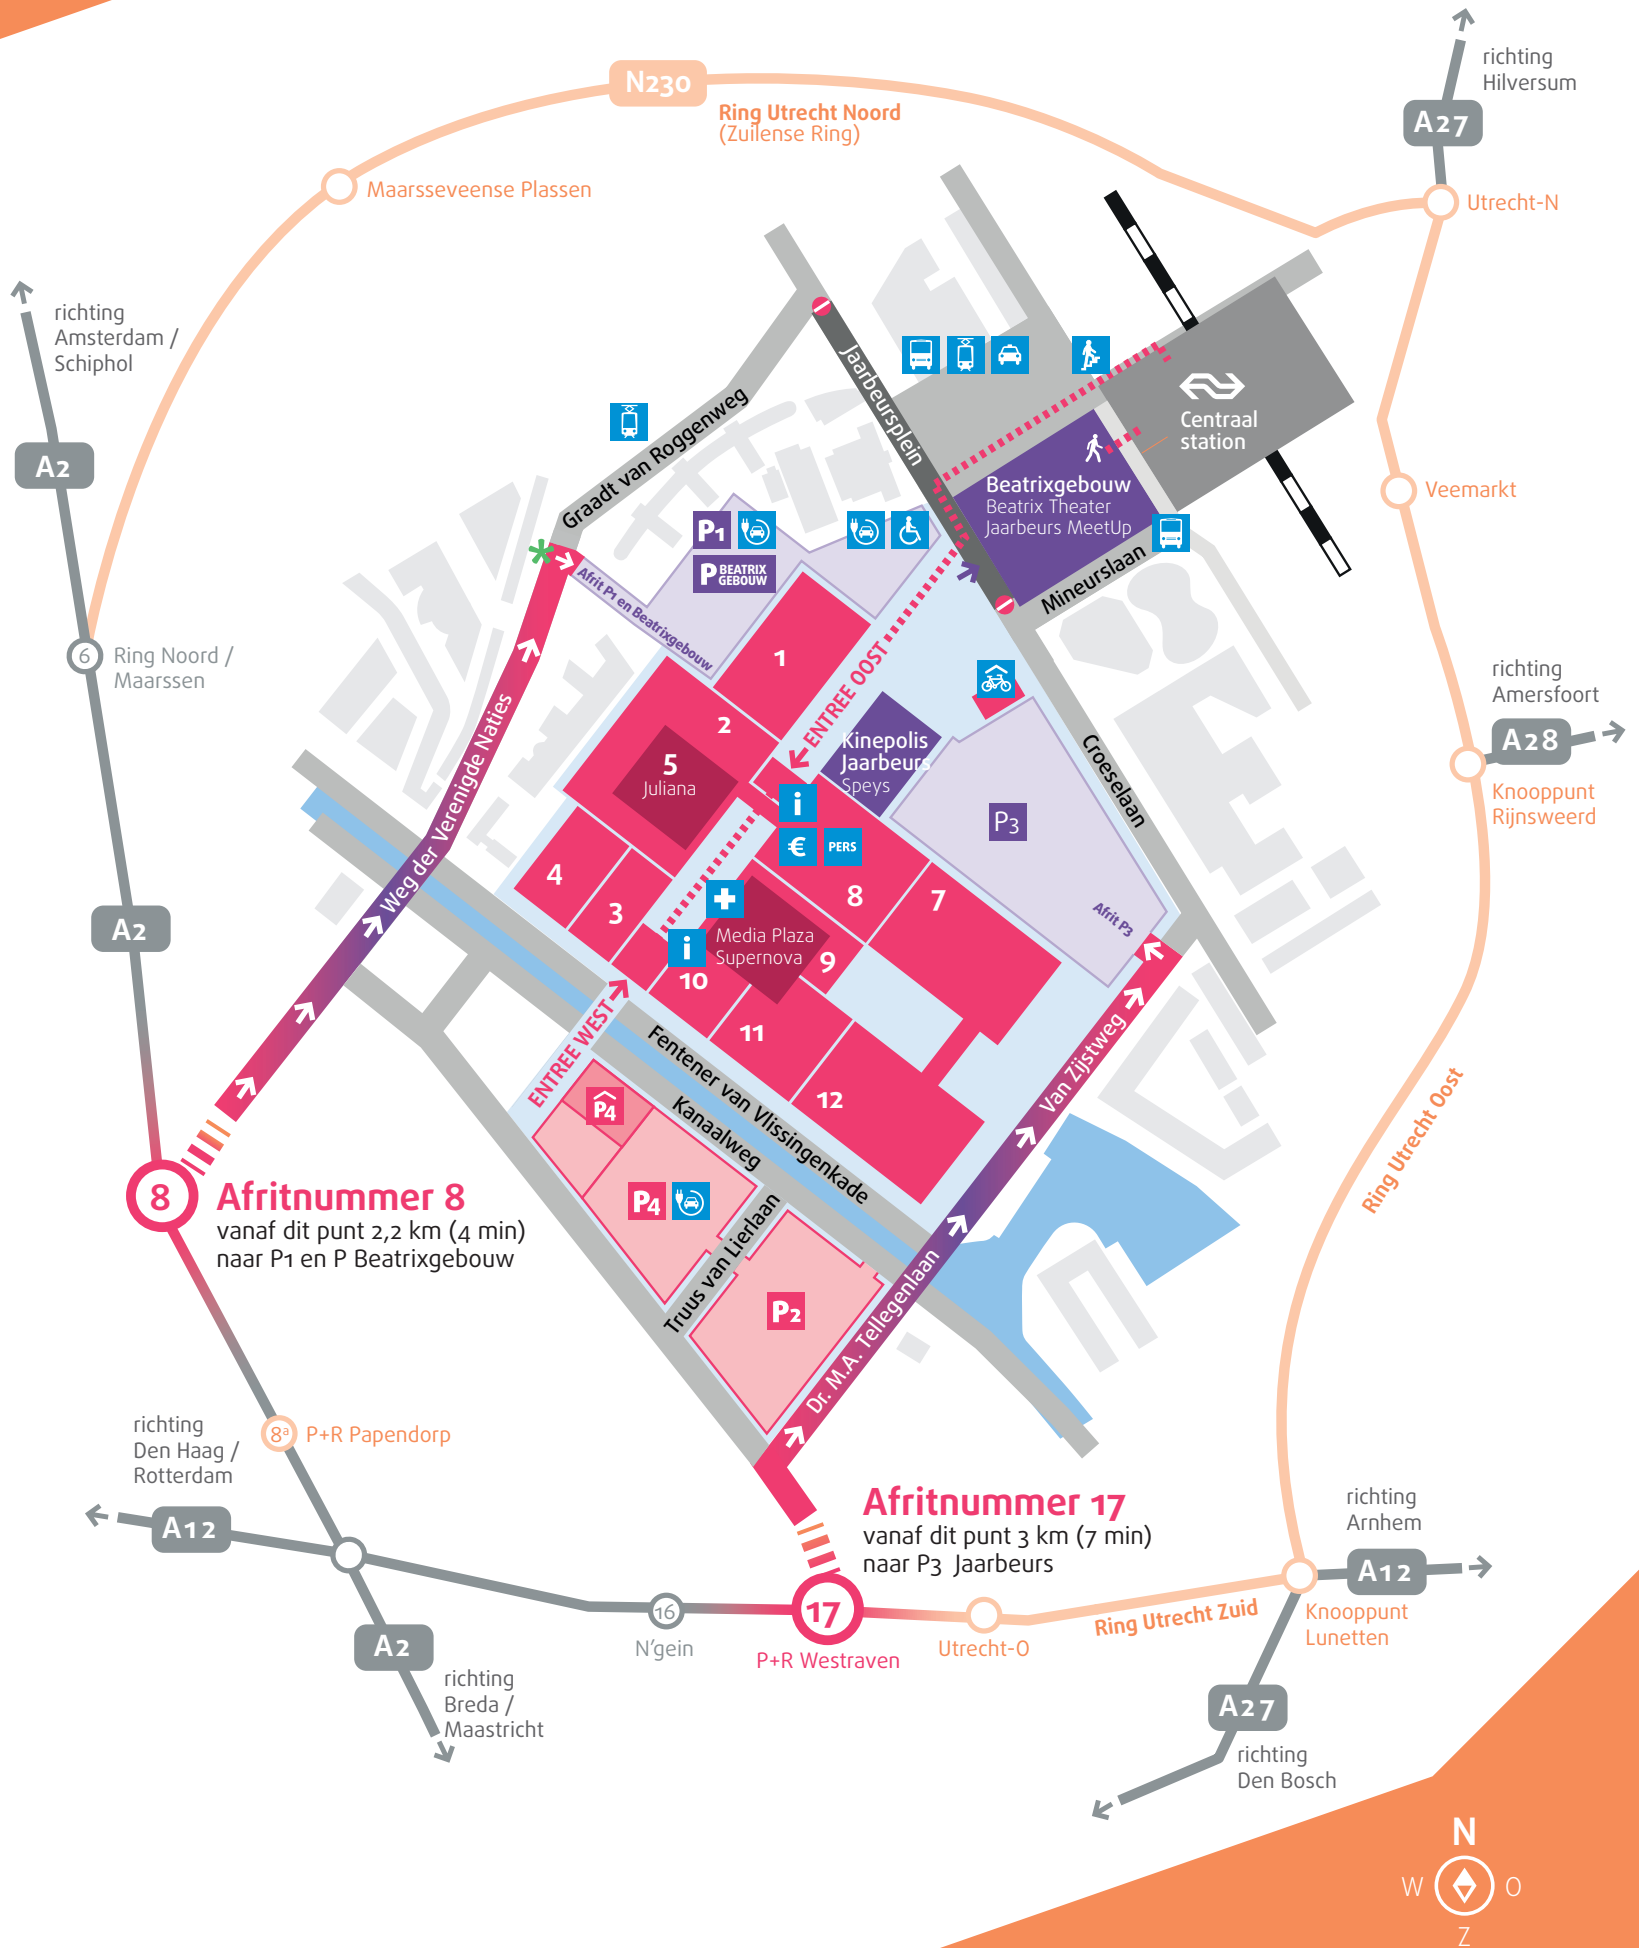 N230
Ring Utrecht Noord
(Zuilense Ring)
richting
Hilversum
A27
Maarsseveense Plassen
Utrecht-N
richting
Amsterdam /
Schiphol
A2
Jaarbeursplein
Graadt van Roggenweg
Centraal
station
Beatrixgebouw
Beatrix Theater
Jaarbeurs MeetUp
Veemarkt
P1
P BEATRIX
GEBOUW
Mineurslaan
Afrit P1 en Beatrixgebouw
6
Ring Noord /
Maarssen
1
2
ENTREE OOST
5
Juliana
Kinepolis
Jaarbeurs
Speys
richting
Amersfoort
A28
Knooppunt
Rijnsweerd
Croeselaan
Weg der Verenigde Naties
i
€
PERS
P3
4
3
8
7
Afrit P3
A2
i
Media Plaza
Supernova
9
10
11
12
ENTREE WEST
Fentener van Vlissingenkade
Kanaalweg
Van Zijstweg
P4
P4
Truus van Lierlaan
P2
Dr. M.A. Tellegenlaan
Ring Utrecht Oost
8
Afritnummer 8
vanaf dit punt 2,2 km (4 min)
naar P1 en P Beatrixgebouw
8a
P+R Papendorp
richting
Den Haag /
Rotterdam
A12
Afritnummer 17
vanaf dit punt 3 km (7 min)
naar P3 Jaarbeurs
richting
Arnhem
A12
16
N'gein
17
P+R Westraven
Utrecht-O
Ring Utrecht Zuid
Knooppunt
Lunetten
A2
richting
Breda /
Maastricht
A27
richting
Den Bosch
N
W
O
Z